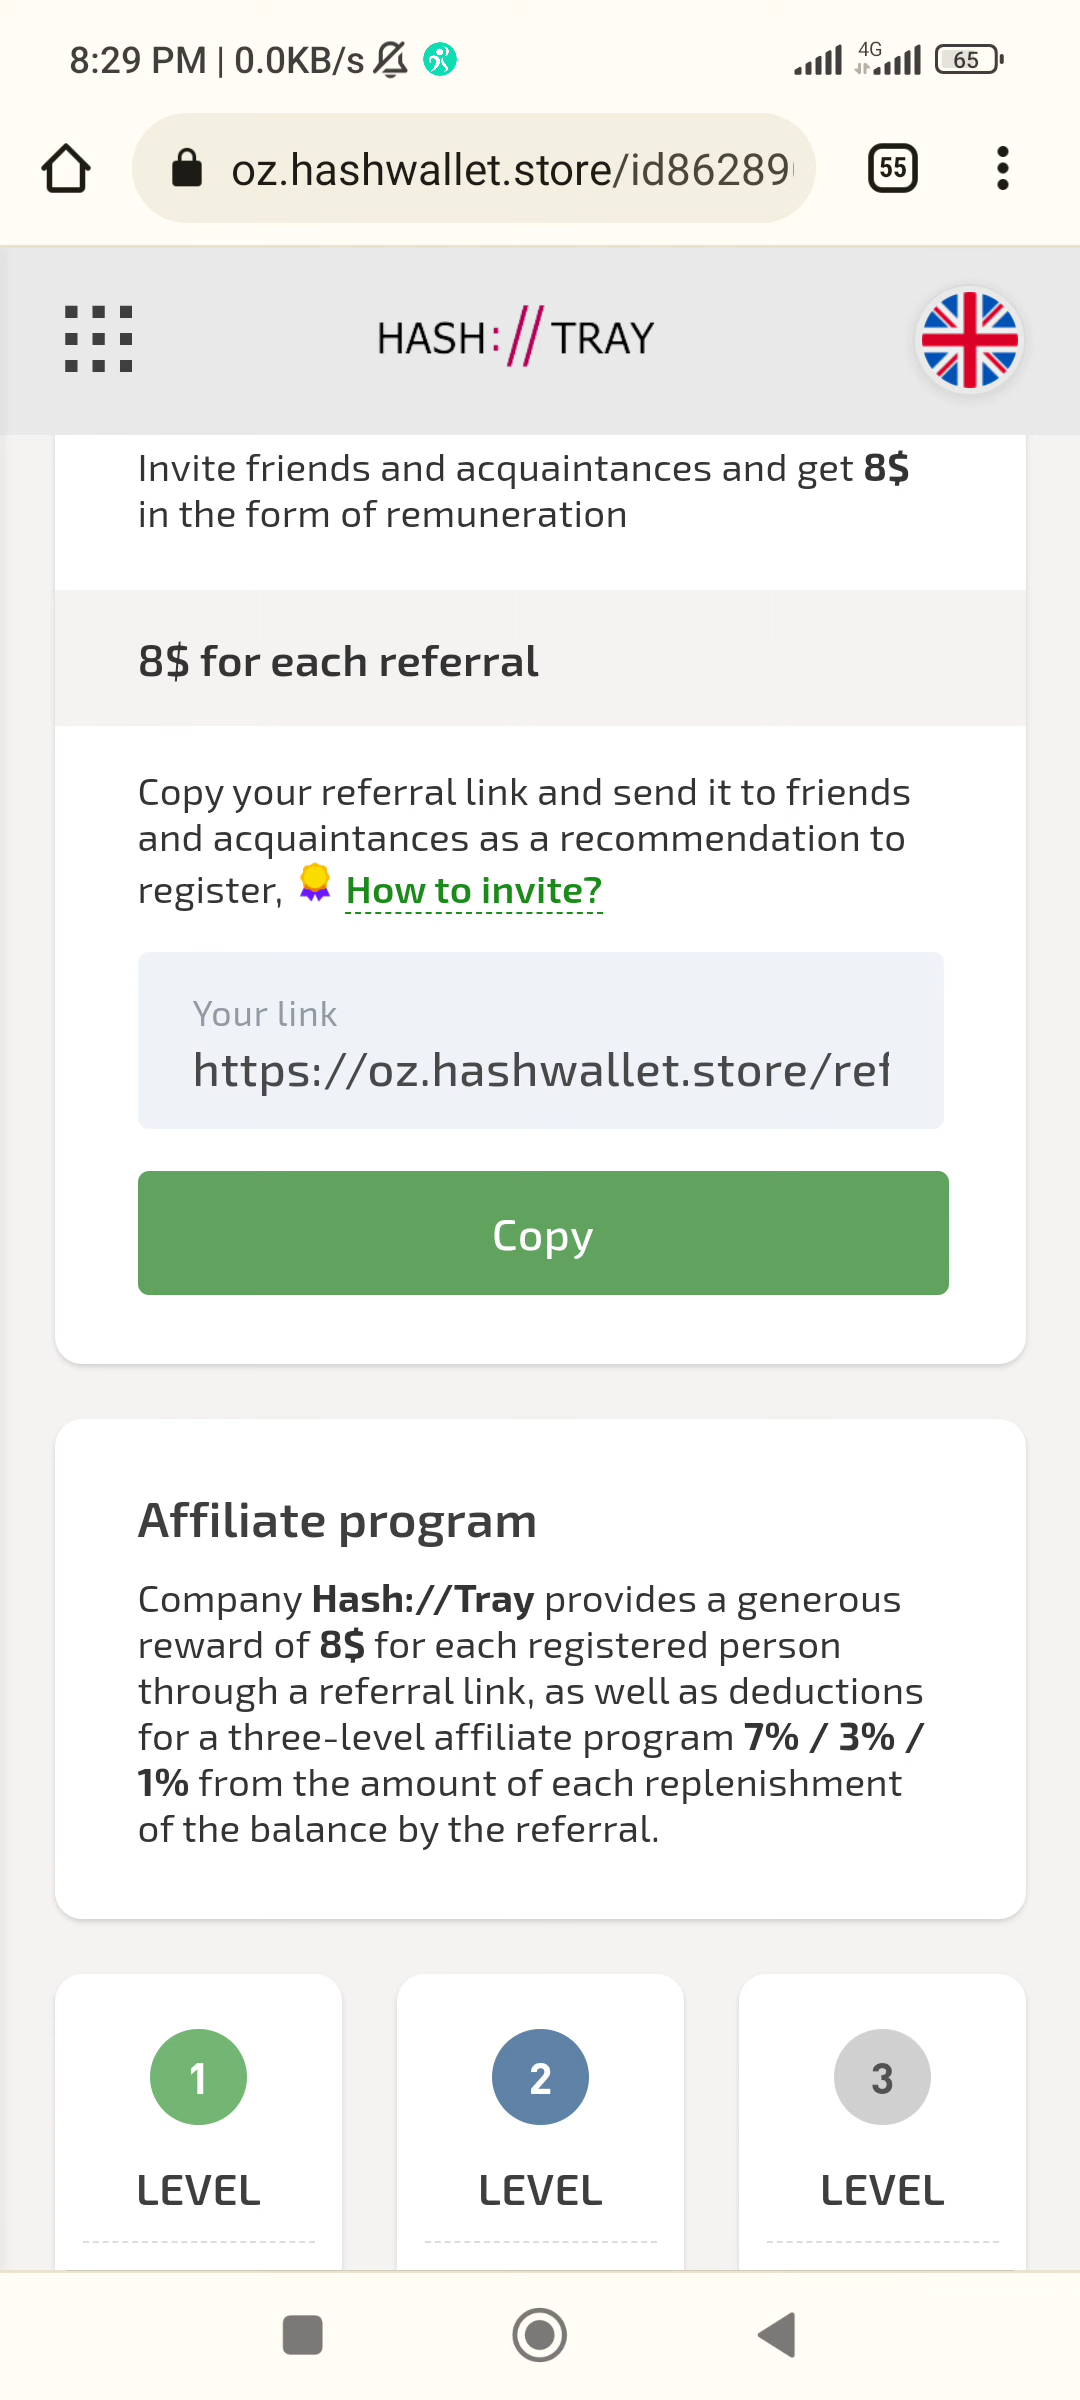 8:29 PM | 0.0KB/s 4G 65
oz.hashwallet.store/id86289 55
HASH:// TRAY
Invite friends and acquaintances and get 8$
in the form of remuneration
8$ for each referral
Copy your referral link and send it to friends
and acquaintances as a recommendation to
register, How to invite?
Your link
https://oz.hashwallet.store/ref
Copy
Affiliate program
Company Hash://Tray provides a generous
reward of 8$ for each registered person
through a referral link, as well as deductions
for a three-level affiliate program 7% / 3% /
1% from the amount of each replenishment
of the balance by the referral.
1 2 3
LEVEL LEVEL LEVEL